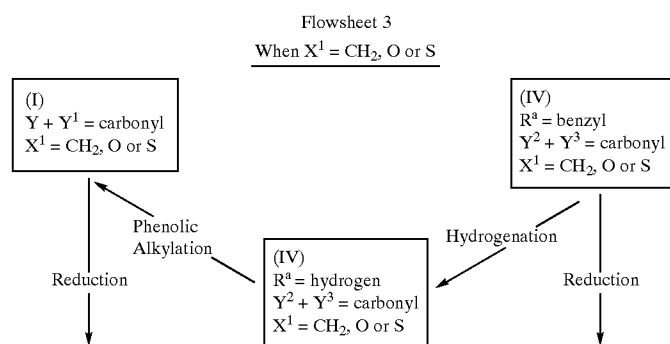 Flowsheet 3
When X¹ = CH₂, O or S
(I)
Y + Y¹ = carbonyl
X¹ = CH₂, O or S
(IV)
Rᵃ = benzyl
Y² + Y³ = carbonyl
X¹ = CH₂, O or S
Phenolic
Alkylation
Hydrogenation
(IV)
Rᵃ = hydrogen
Y² + Y³ = carbonyl
X¹ = CH₂, O or S
Reduction
Reduction